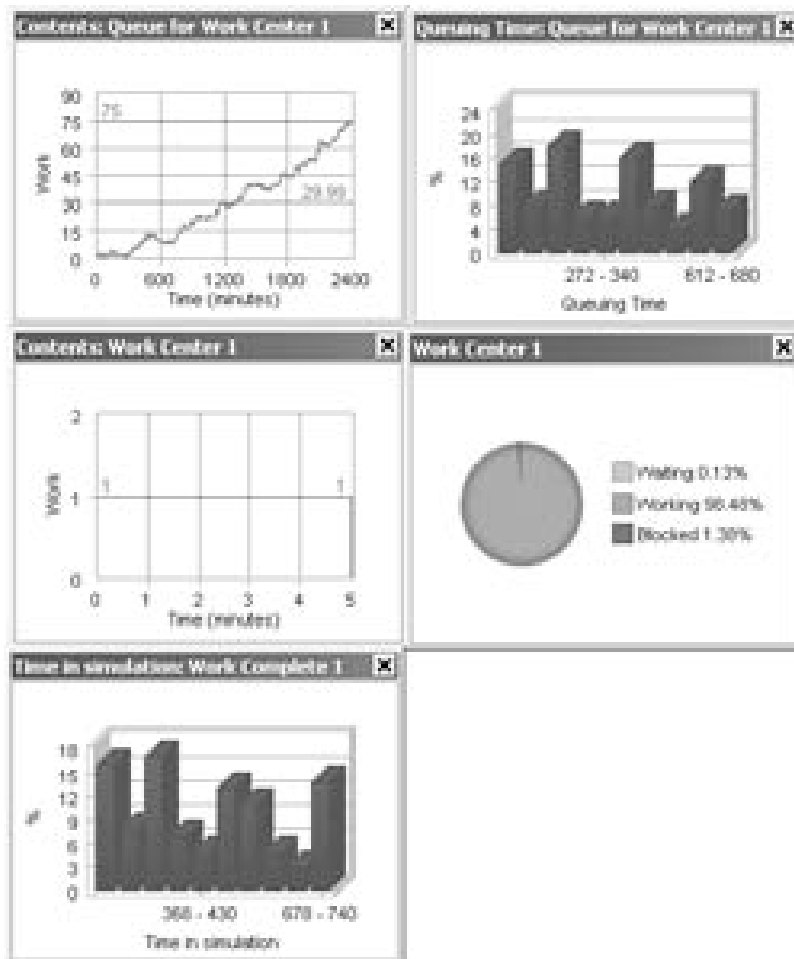 Contents: Queue for Work Center 1
90
75
60
45
30
15
0
Work
75
29.99
0 600 1200 1800 2400
Time (minutes)
Queuing Time: Queue for Work Center 1
24
20
16
12
8
4
0
%
272 - 340 612 - 680
Queuing Time
Contents: Work Center 1
2
1
0
Work
1 1
0 1 2 3 4 5
Time (minutes)
Work Center 1
Waiting 0.13%
Working 98.48%
Blocked 1.38%
Time in simulation: Work Complete 1
18
15
12
9
6
3
0
%
368 - 430 678 - 740
Time in simulation